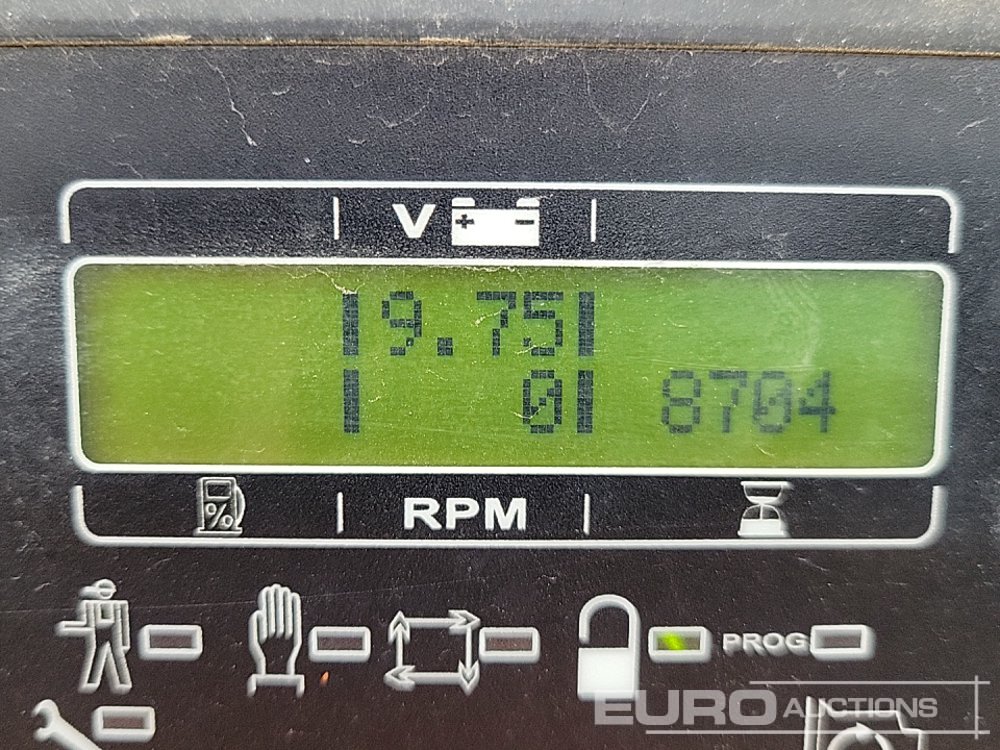 V + -
9.75
0 8704
% RPM
PROG
EURO AUCTIONS